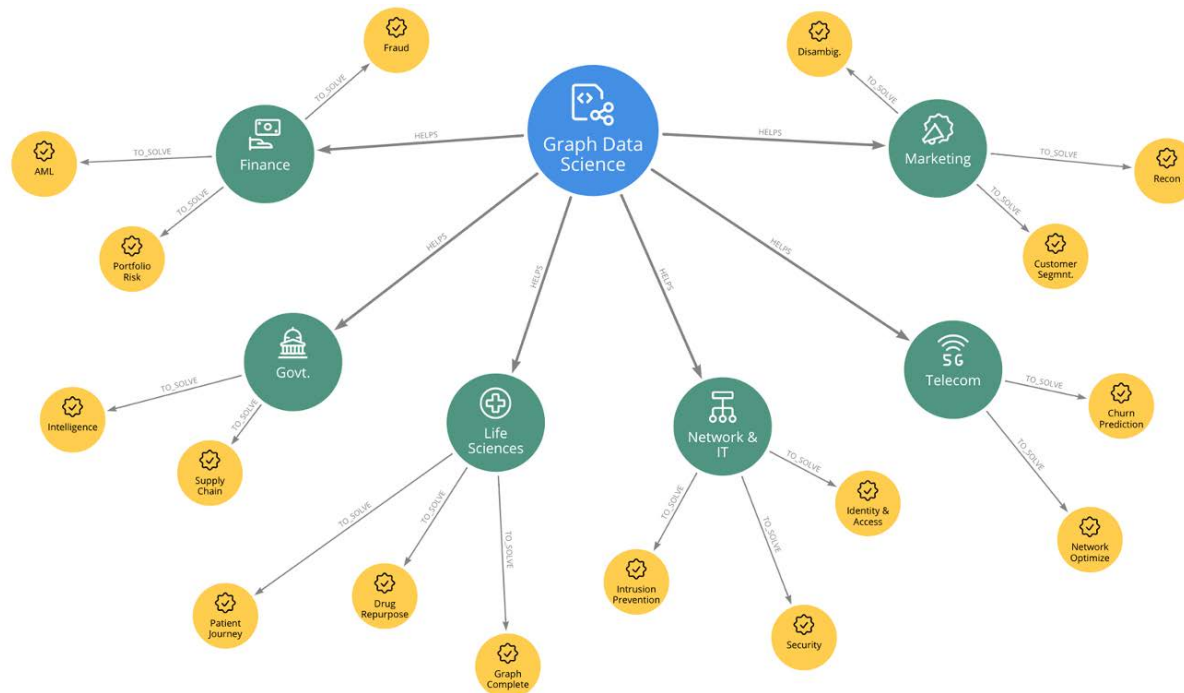 Fraud
TO_SOLVE
Finance
TO_SOLVE
AML
TO_SOLVE
Portfolio
Risk
HELPS
Graph Data
Science
HELPS
Disambig.
TO_SOLVE
Marketing
TO_SOLVE
Recon
TO_SOLVE
Customer
Segmnt.
HELPS
Govt.
TO_SOLVE
Intelligence
TO_SOLVE
Supply
Chain
HELPS
Life
Sciences
TO_SOLVE
Patient
Journey
TO_SOLVE
Drug
Repurpose
TO_SOLVE
Graph
Complete
HELPS
Network &
IT
TO_SOLVE
Intrusion
Prevention
TO_SOLVE
Security
TO_SOLVE
Identity &
Access
HELPS
5G
Telecom
TO_SOLVE
Churn
Prediction
TO_SOLVE
Network
Optimize